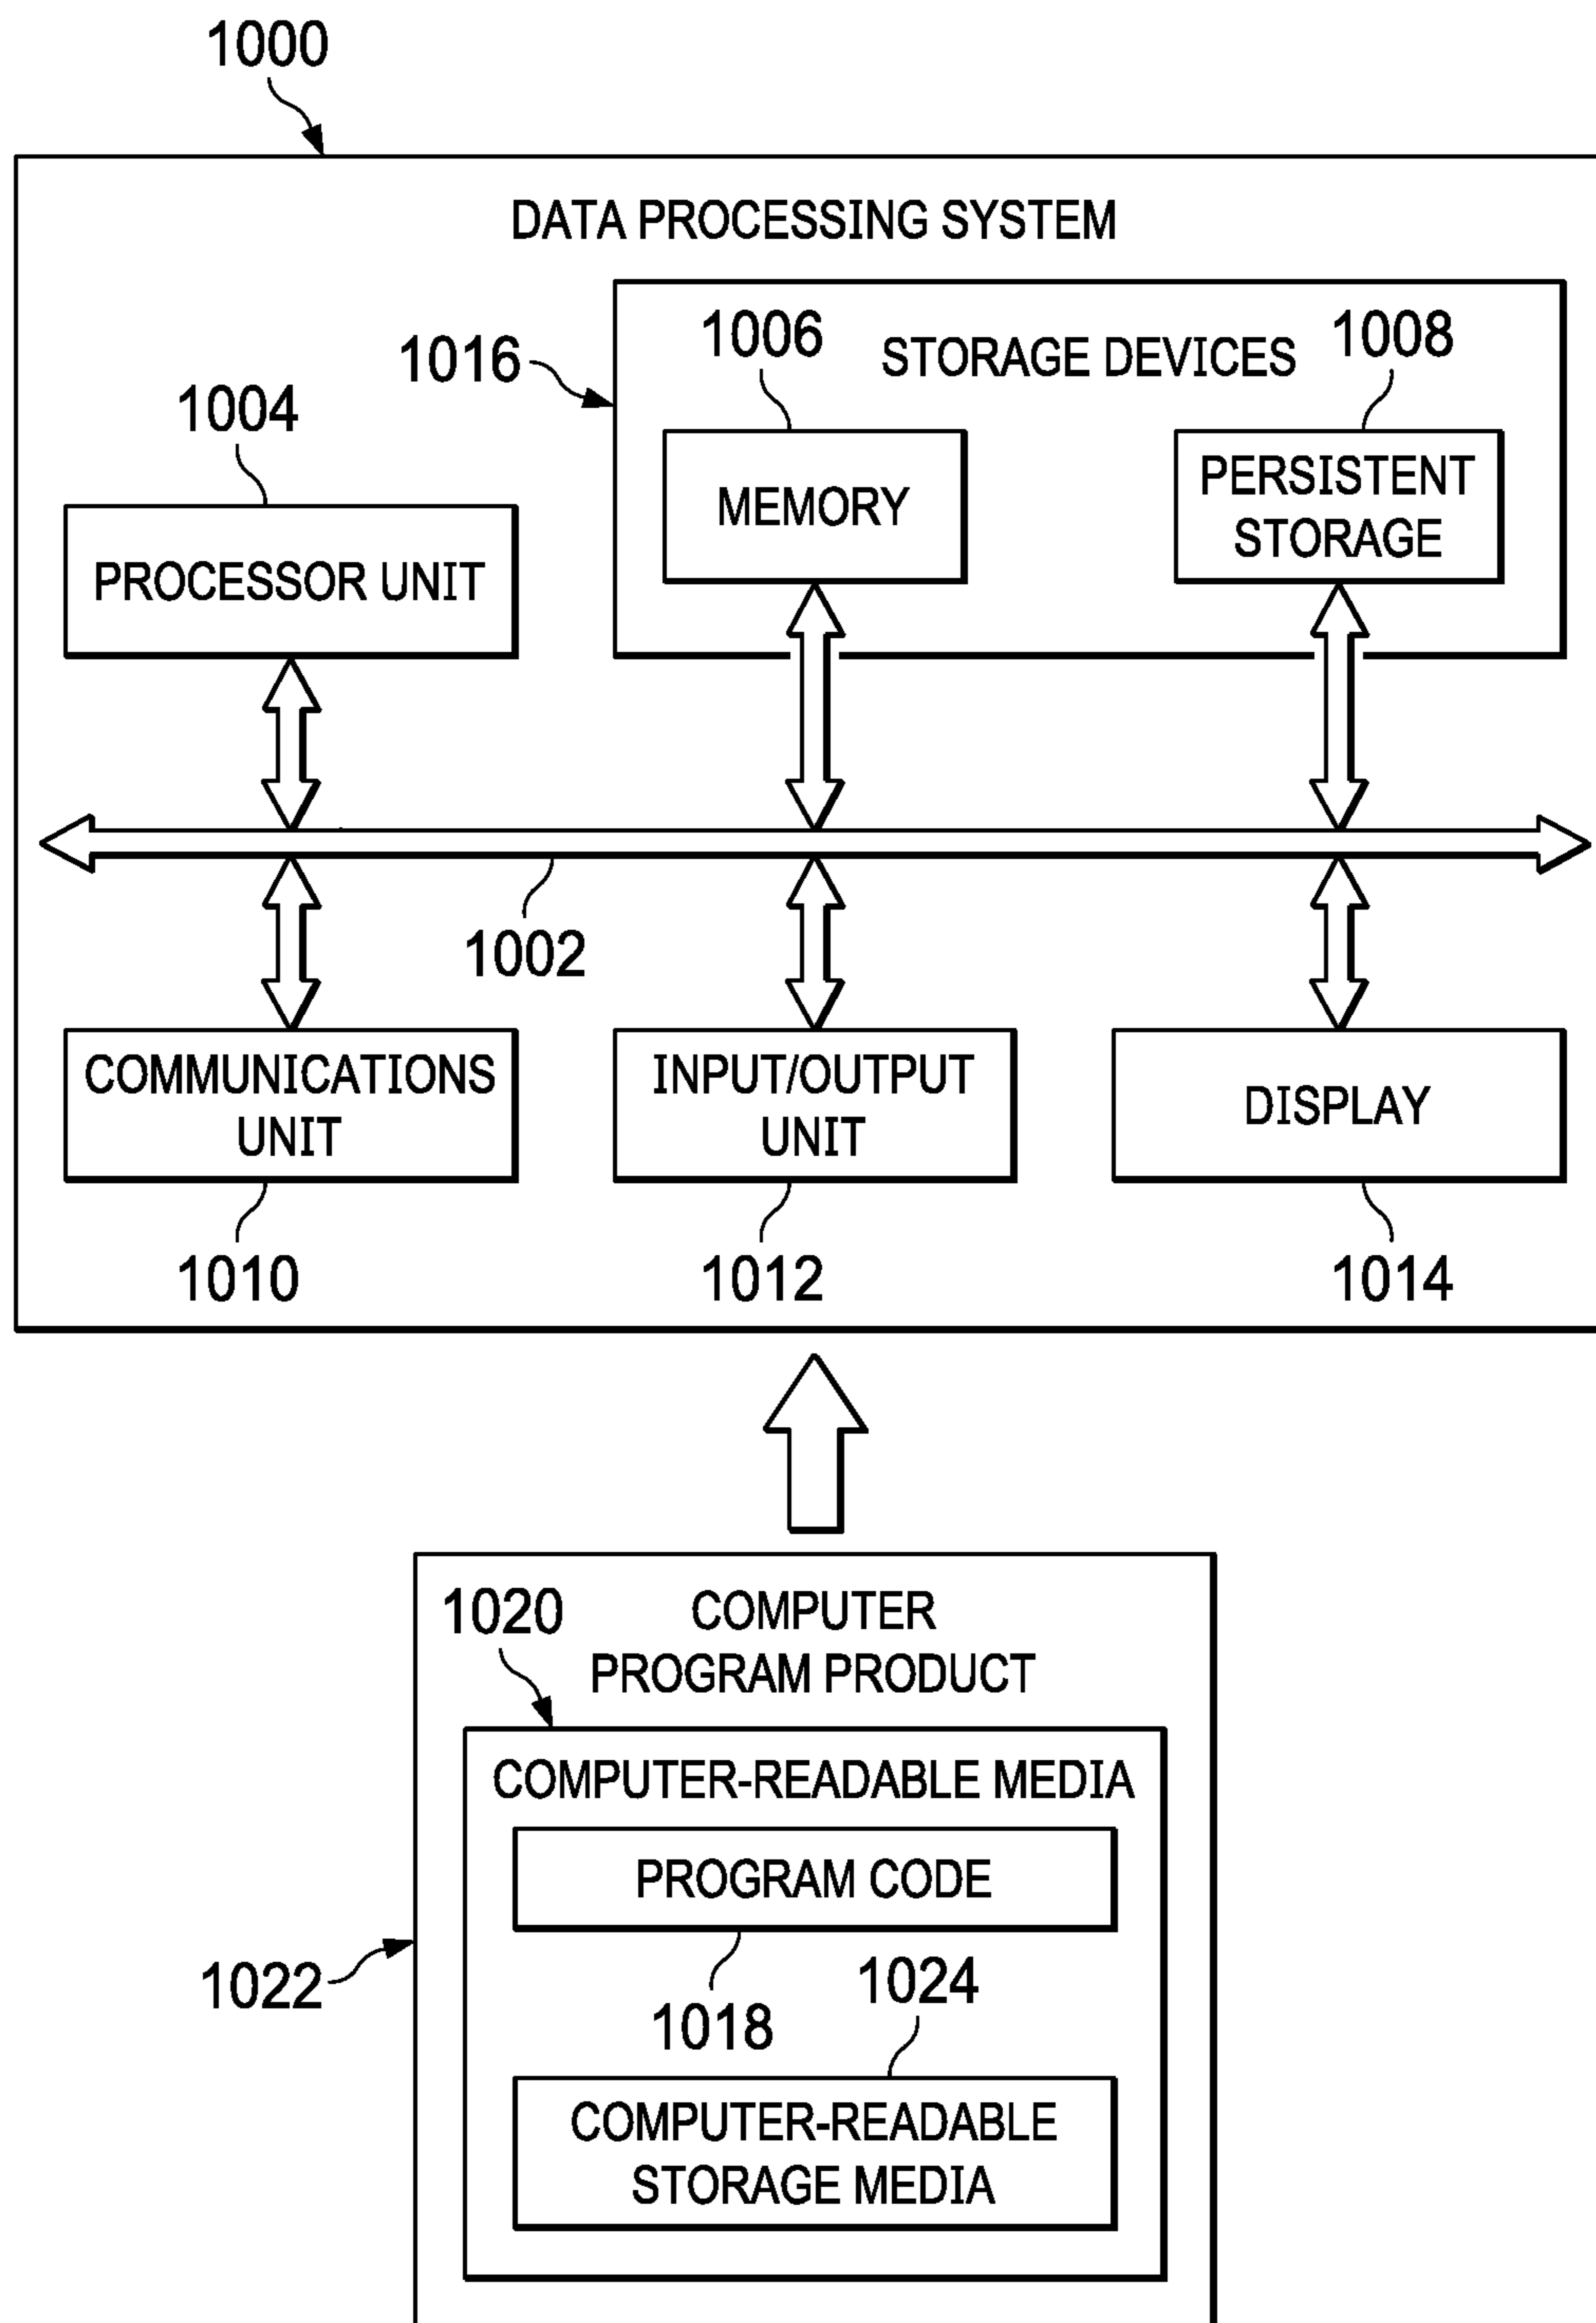 1000
DATA PROCESSING SYSTEM
1016
1006
STORAGE DEVICES
1008
1004
MEMORY
PERSISTENT
STORAGE
PROCESSOR UNIT
1002
COMMUNICATIONS
UNIT
INPUT/OUTPUT
UNIT
DISPLAY
1010
1012
1014
1020
COMPUTER
PROGRAM PRODUCT
COMPUTER-READABLE MEDIA
PROGRAM CODE
1022
1018
1024
COMPUTER-READABLE
STORAGE MEDIA